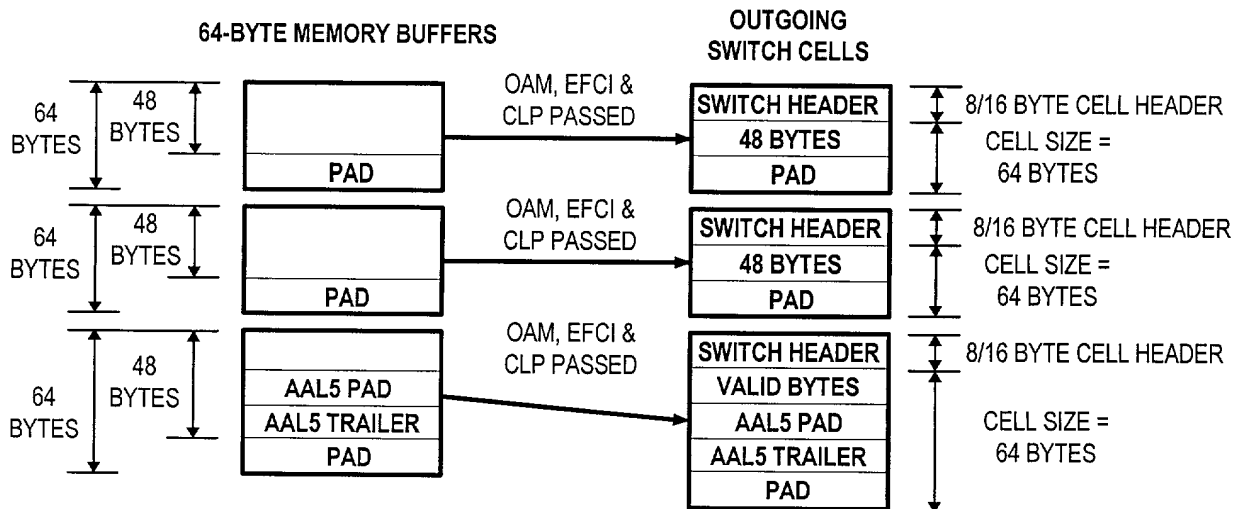 64-BYTE MEMORY BUFFERS
OUTGOING
SWITCH CELLS
64
BYTES
48
BYTES
PAD
OAM, EFCI &
CLP PASSED
SWITCH HEADER
48 BYTES
PAD
8/16 BYTE CELL HEADER
CELL SIZE =
64 BYTES
64
BYTES
48
BYTES
PAD
OAM, EFCI &
CLP PASSED
SWITCH HEADER
48 BYTES
PAD
8/16 BYTE CELL HEADER
CELL SIZE =
64 BYTES
64
BYTES
48
BYTES
AAL5 PAD
AAL5 TRAILER
PAD
OAM, EFCI &
CLP PASSED
SWITCH HEADER
VALID BYTES
AAL5 PAD
AAL5 TRAILER
PAD
8/16 BYTE CELL HEADER
CELL SIZE =
64 BYTES